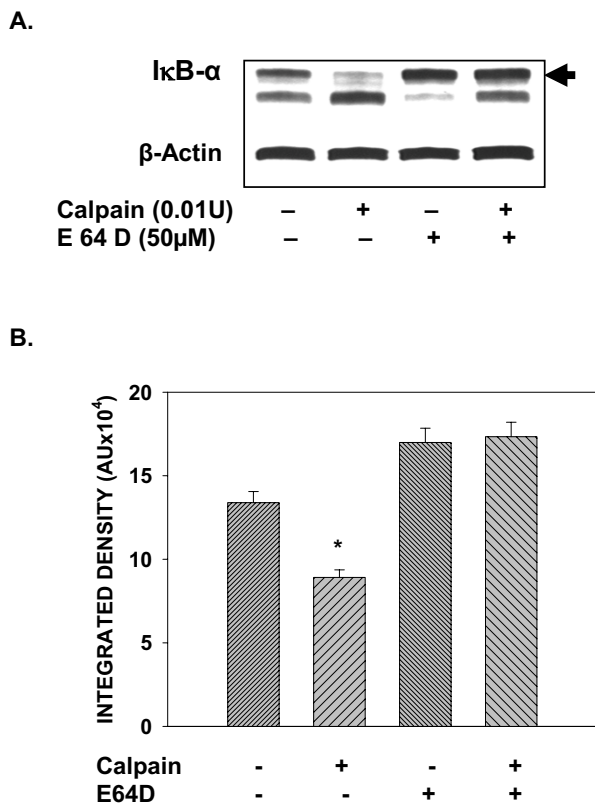 A.
IκB-α
β-Actin
Calpain (0.01U) – + – +
E 64 D (50µM) – – + +
B.
INTEGRATED DENSITY (AUx10⁴)
20
15
10
5
0
*
Calpain - + - +
E64D - - + +